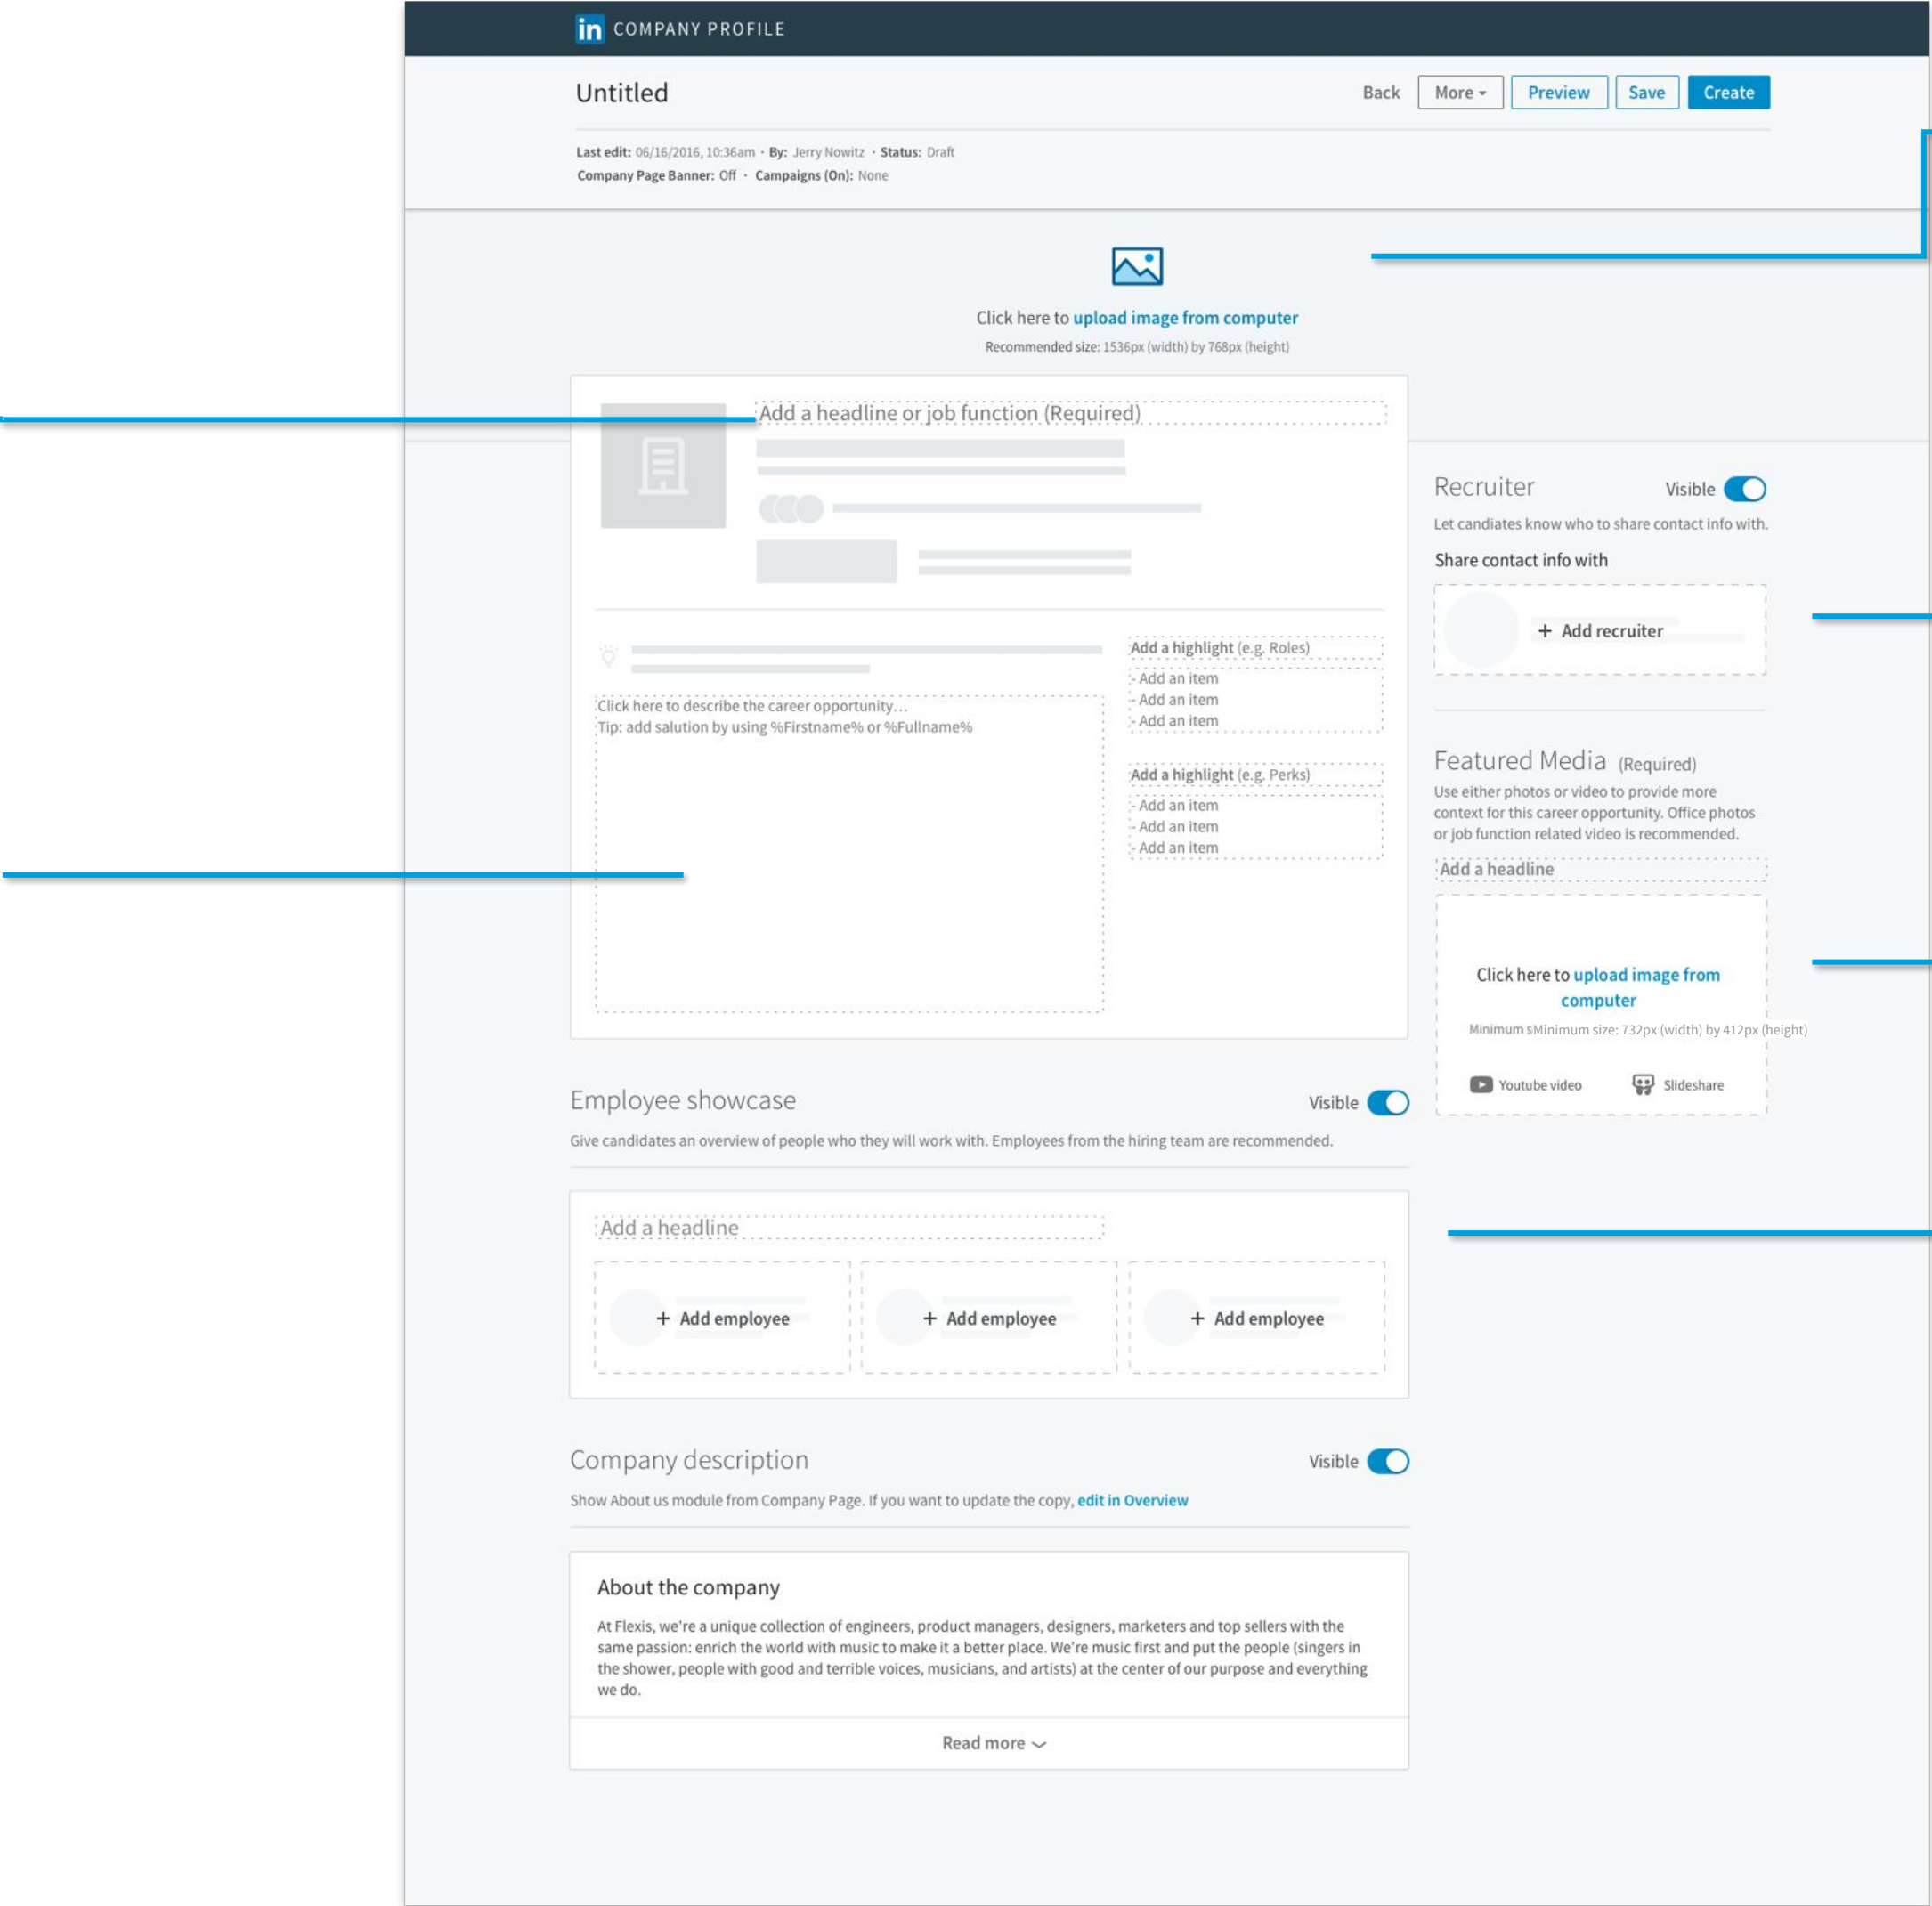 in COMPANY PROFILE
Untitled
Back More Preview Save Create
Last edit: 06/16/2016, 10:36am · By: Jerry Nowitz · Status: Draft
Company Page Banner: Off · Campaigns (On): None
Click here to upload image from computer
Recommended size: 1536px (width) by 768px (height)
Add a headline or job function (Required)
Click here to describe the career opportunity...
Tip: add salution by using %Firstname% or %Fullname%
Add a highlight (e.g. Roles)
- Add an item
- Add an item
- Add an item
Add a highlight (e.g. Perks)
- Add an item
- Add an item
- Add an item
Recruiter Visible
Let candiates know who to share contact info with.
Share contact info with
+ Add recruiter
Featured Media (Required)
Use either photos or video to provide more
context for this career opportunity. Office photos
or job function related video is recommended.
Add a headline
Click here to upload image from
computer
Minimum sMinimum size: 732px (width) by 412px (height)
Youtube video Slideshare
Employee showcase Visible
Give candidates an overview of people who they will work with. Employees from the hiring team are recommended.
Add a headline
+ Add employee + Add employee + Add employee
Company description Visible
Show About us module from Company Page. If you want to update the copy, edit in Overview
About the company
At Flexis, we're a unique collection of engineers, product managers, designers, marketers and top sellers with the
same passion: enrich the world with music to make it a better place. We're music first and put the people (singers in
the shower, people with good and terrible voices, musicians, and artists) at the center of our purpose and everything
we do.
Read more